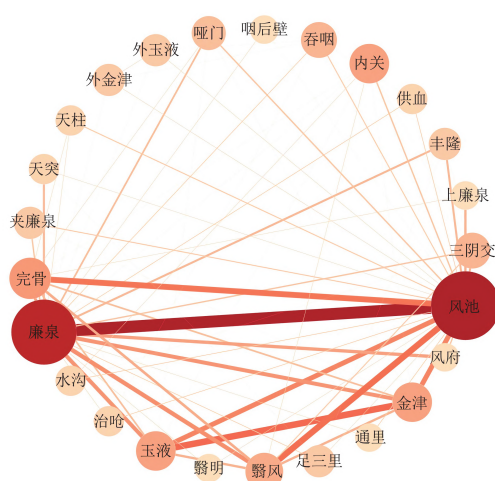 咽后壁
哑门
吞咽
外玉液
内关
外金津
供血
天柱
丰隆
天突
上廉泉
夹廉泉
三阴交
完骨
风池
廉泉
风府
水沟
金津
治呛
通里
玉液
足三里
翳明
翳风